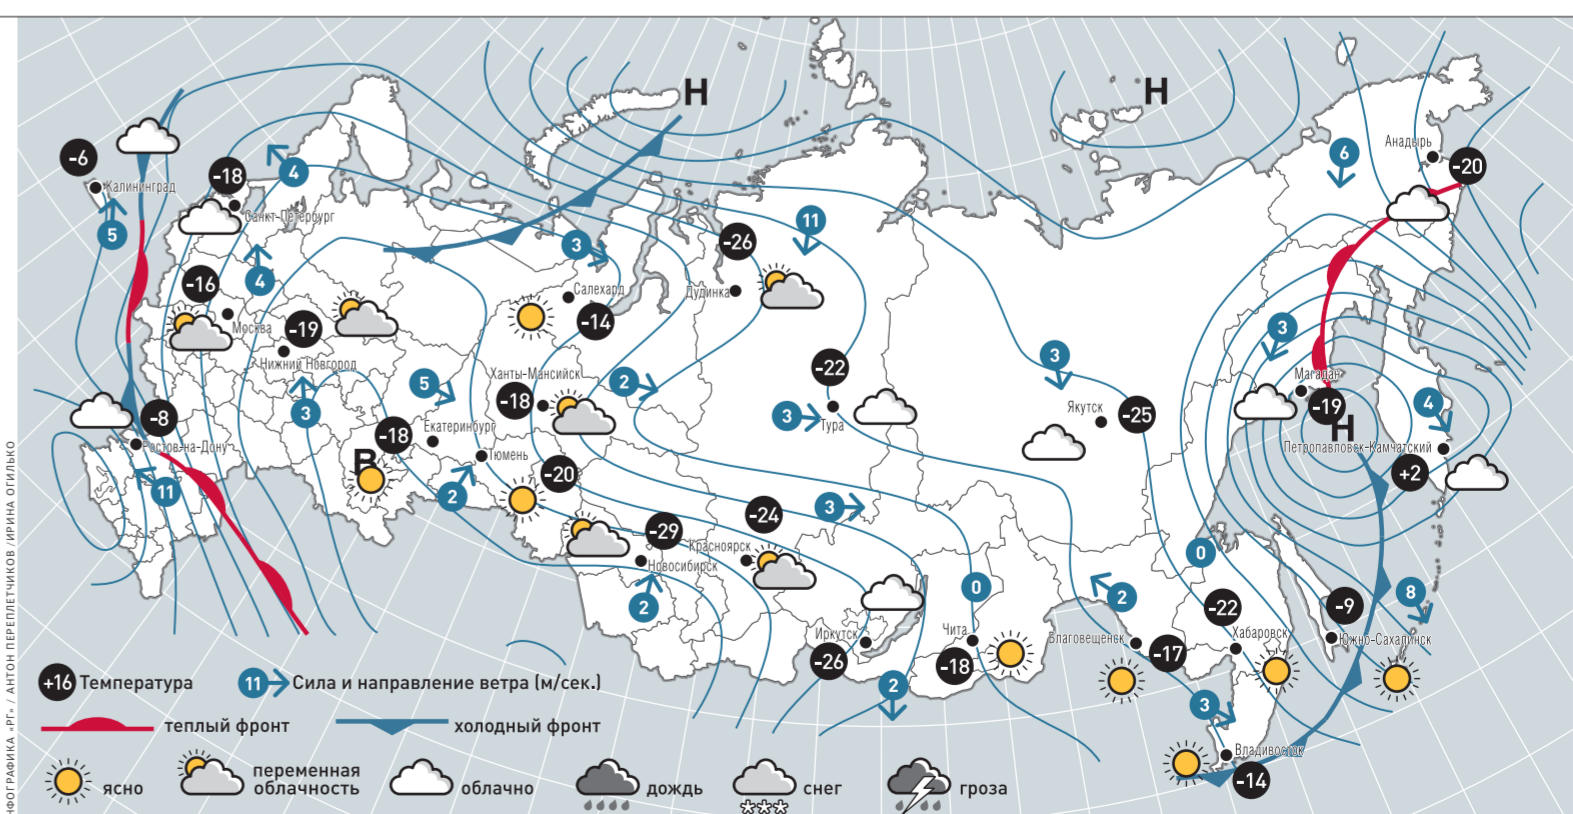 Н
Н
-6
Калининград
5
-18
Санкт-Петербург
4
4
-16
Москва
-19
Нижний Новгород
3
-8
Ростов-на-Дону
11
5
-18
Екатеринбург
В
Тюмень
2
3
Салехард
-14
Ханты-Мансийск
-18
2
-20
-26
Дудинка
11
-22
3
Тура
-29
Новосибирск
2
-24
Красноярск
3
Иркутск
-26
2
0
Чита
-18
3
Якутск
-25
0
2
Благовещенск
-17
-22
Хабаровск
3
Владивосток
-14
-9
Южно-Сахалинск
8
6
Анадырь
-20
3
Магадан
-19
Н
4
Петропавловск-Камчатский
+2
+16 Температура
11 Сила и направление ветра (м/сек.)
теплый фронт
холодный фронт
ясно
переменная
облачность
облачно
дождь
снег
гроза
НФОГРАФИКА «РГ» / АНТОН ПЕРЕПЛЕТЧИКОВ /ИРИНА ОГИЛЬКО